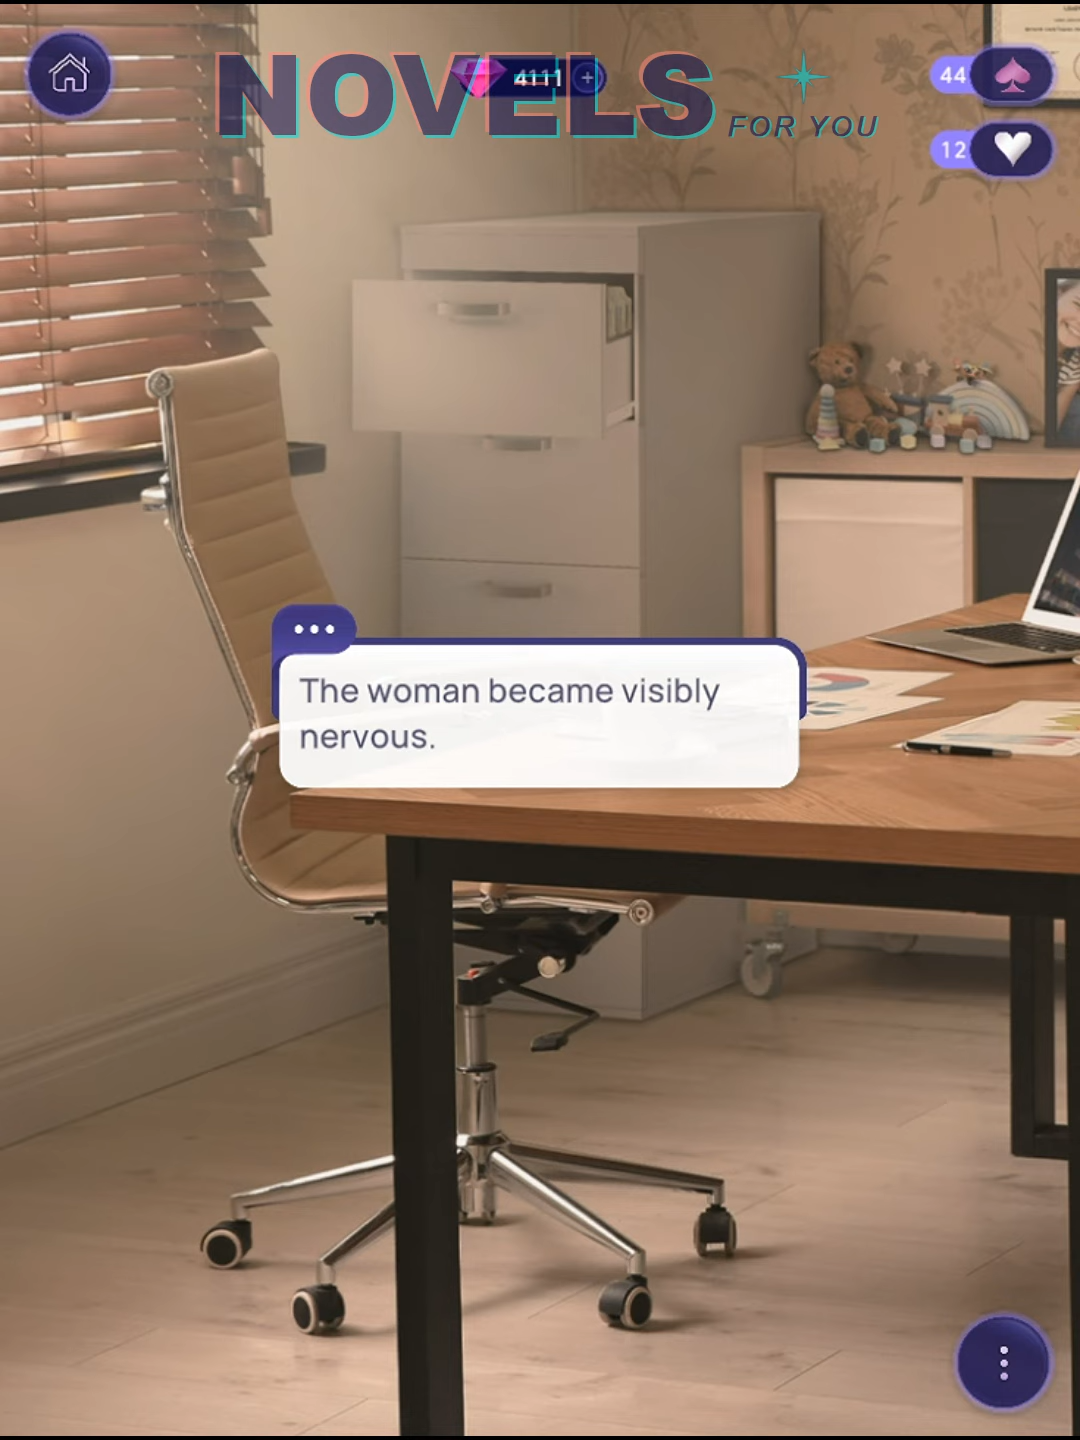 NOVELS
FOR YOU
4111 +
44
12
The woman became visibly
nervous.